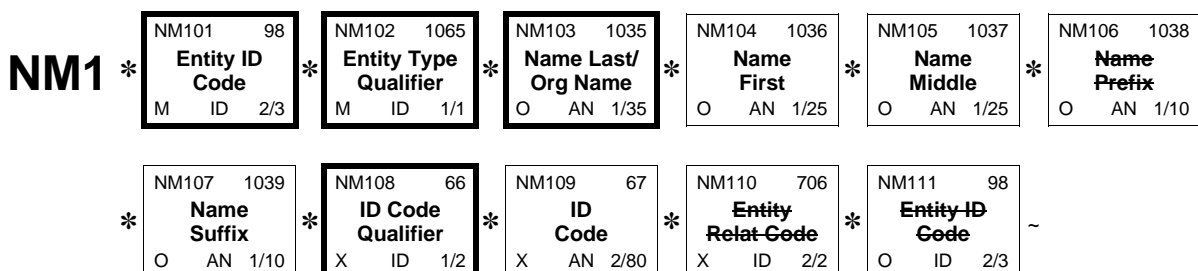 NM101 98 NM102 1065 NM103 1035 NM104 1036 NM105 1037 NM106 1038
NM1 * Entity ID Code * Entity Type Qualifier * Name Last/ Org Name * Name First * Name Middle * Name Prefix
M ID 2/3 M ID 1/1 O AN 1/35 O AN 1/25 O AN 1/25 O AN 1/10
NM107 1039 NM108 66 NM109 67 NM110 706 NM111 98
* Name Suffix * ID Code Qualifier * ID Code * Entity Relat Code * Entity ID Code ~
O AN 1/10 X ID 1/2 X AN 2/80 X ID 2/2 O ID 2/3